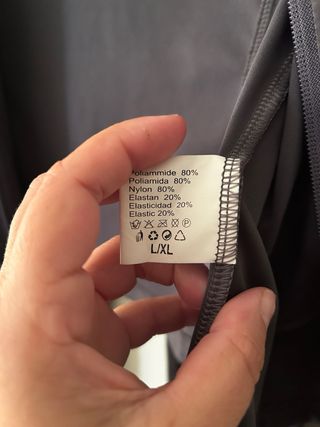 Poliammide 80%
Poliamida 80%
Nylon 80%
Elastan 20%
Elasticidad 20%
Elastic 20%
L/XL